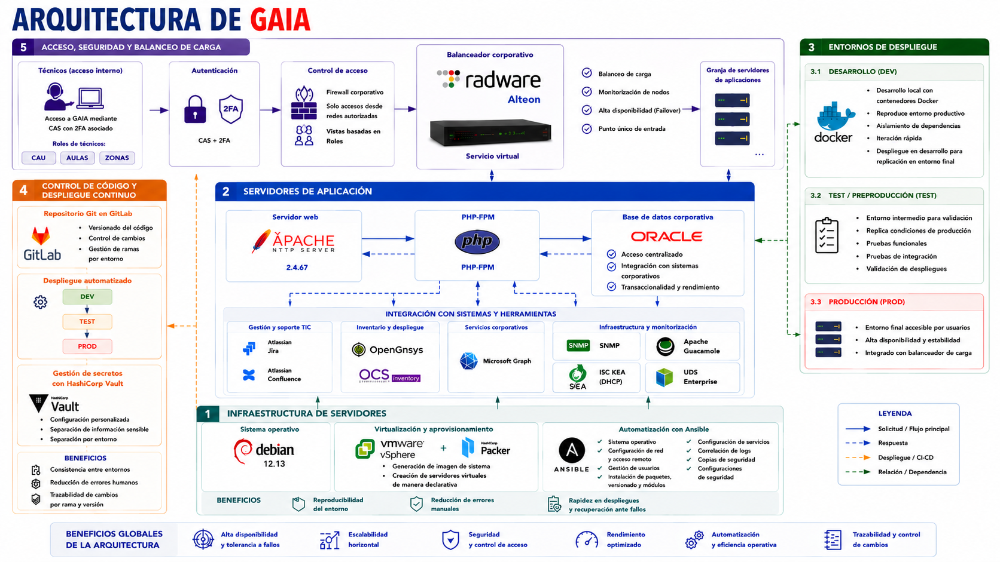 ARQUITECTURA DE GAIA
5 ACCESO, SEGURIDAD Y BALANCEO DE CARGA
Técnicos (acceso interno)
Acceso a GAIA mediante
CAS con 2FA asociado
Roles de técnicos:
CAU AULAS ZONAS
Autenticación
2FA
CAS + 2FA
Control de acceso
Firewall corporativo
Solo accesos desde
redes autorizadas
Vistas basadas en
Roles
Balanceador corporativo
radware
Alteon
Servicio virtual
Balanceo de carga
Monitorización de nodos
Alta disponibilidad (Failover)
Punto único de entrada
Granja de servidores
de aplicaciones
...
3 ENTORNOS DE DESPLIEGUE
3.1 DESARROLLO (DEV)
docker
• Desarrollo local con
contenedores Docker
• Reproduce entorno productivo
• Aislamiento de dependencias
• Iteración rápida
• Despliegue en desarrollo para
replicación en entorno final
3.2 TEST / PREPRODUCCIÓN (TEST)
• Entorno intermedio para validación
• Replica condiciones de producción
• Pruebas funcionales
• Pruebas de integración
• Validación de despliegues
3.3 PRODUCCIÓN (PROD)
• Entorno final accesible por usuarios
• Alta disponibilidad y estabilidad
• Integrado con balanceador de carga
4 CONTROL DE CÓDIGO Y
DESPLIEGUE CONTINUO
Repositorio Git en GitLab
GitLab
• Versionado del código
• Control de cambios
• Gestión de ramas
por entorno
Despliegue automatizado
DEV
TEST
PROD
Gestión de secretos
con HashiCorp Vault
HashiCorp
Vault
• Configuración personalizada
• Separación de información sensible
• Separación por entorno
BENEFICIOS
Consistencia entre entornos
Reducción de errores humanos
Trazabilidad de cambios
por rama y versión
2 SERVIDORES DE APLICACIÓN
Servidor web
ǍPACHE
NTTP SERVER
2.4.67
PHP-FPM
php
PHP-FPM
Base de datos corporativa
ORACLE
Acceso centralizado
Integración con sistemas
corporativos
Transaccionalidad y rendimiento
INTEGRACIÓN CON SISTEMAS Y HERRAMIENTAS
Gestión y soporte TIC
Atlassian
Jira
Atlassian
Confluence
Inventario y despliegue
OpenGnsys
OCS
inventory
Servicios corporativos
Microsoft Graph
Infraestructura y monitorización
SNMP SNMP
Apache
Guacamole
SEA
ISC KEA
(DHCP)
UDS
Enterprise
1 INFRAESTRUCTURA DE SERVIDORES
Sistema operativo
debian
12.13
Virtualización y aprovisionamiento
vmware
vSphere
+
HashiCorp
Packer
• Generación de imagen de sistema
• Creación de servidores virtuales
de manera declarativa
Automatización con Ansible
A
ANSIBLE
Sistema operativo
Configuración de red
y acceso remoto
Gestión de usuarios
Instalación de paquetes,
versionado y módulos
Configuración de servicios
Correlación de logs
Copias de seguridad
Configuraciones
de seguridad
BENEFICIOS
Reproducibilidad
del entorno
Reducción de errores
manuales
Rapidez en despliegues
y recuperación ante fallos
LEYENDA
Solicitud / Flujo principal
Respuesta
Despliegue / CI-CD
Relación / Dependencia
BENEFICIOS GLOBALES
DE LA ARQUITECTURA
Alta disponibilidad
y tolerancia a fallos
Escalabilidad
horizontal
Seguridad
y control de acceso
Rendimiento
optimizado
Automatización
y eficiencia operativa
Trazabilidad y control
de cambios